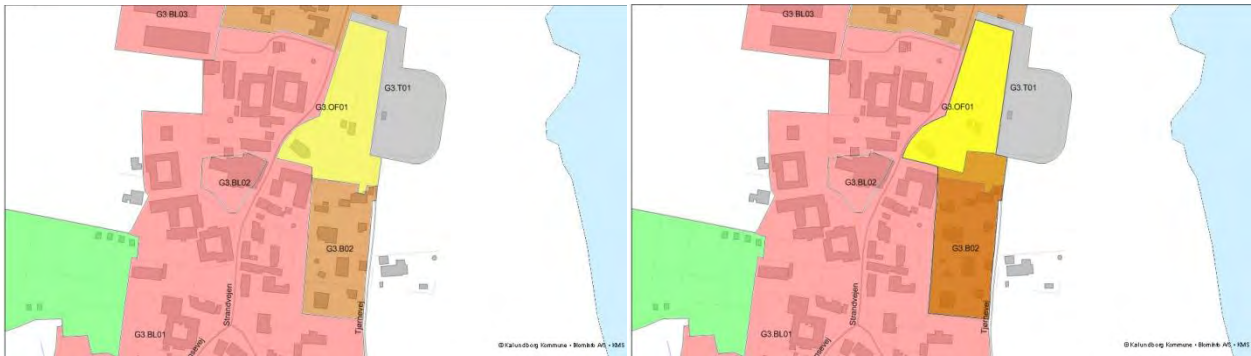 G3.BL03
G3.T01
G3.OF01
G3.BL02
G3.B02
Strandvejen
Tjørnevej
G3.BL01
© Kalundborg Kommune • BlomInfo A/S • KMS
G3.BL03
G3.T01
G3.OF01
G3.BL02
G3.B02
Strandvejen
Tjørnevej
G3.BL01
© Kalundborg Kommune • BlomInfo A/S • KMS